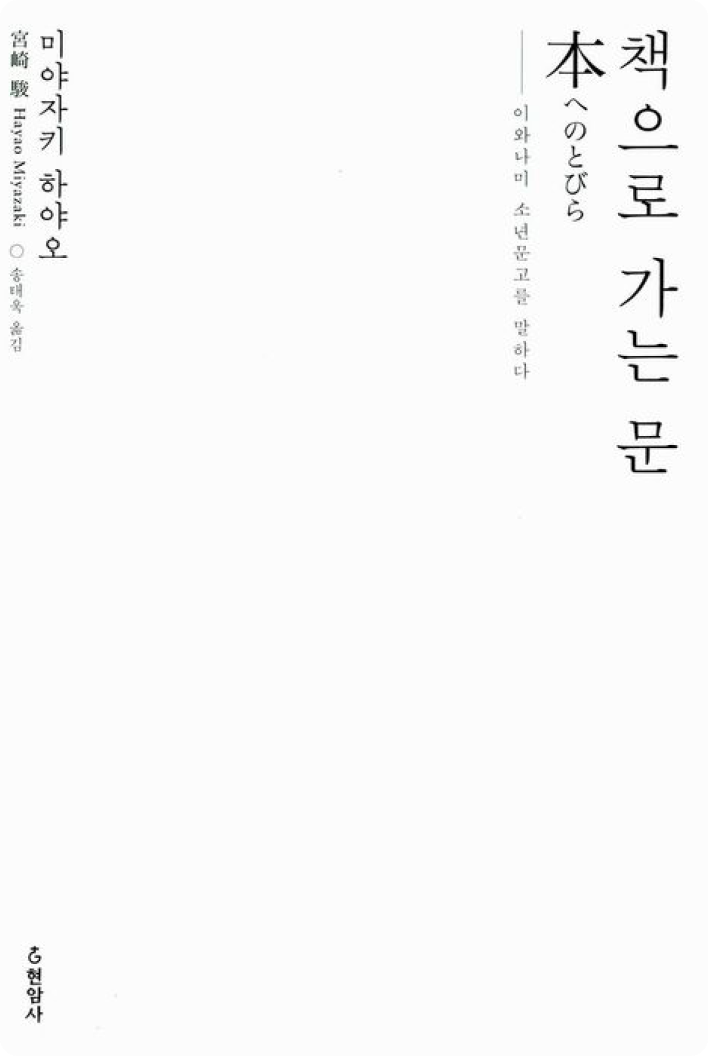 책으로 가는 문
本へのとびら
이와나미 소년문고를 말하다
미야자키 하야오
宮崎 駿 Hayao Miyazaki ○ 송태욱 옮김
현암사